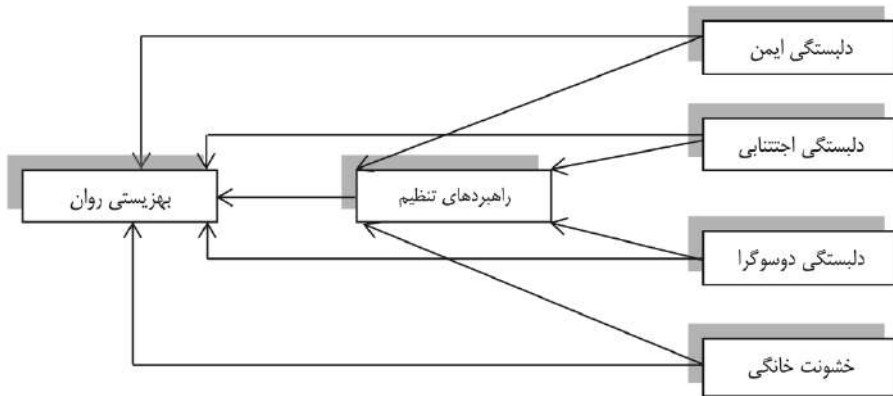 دلبستگی ایمن
دلبستگی اجتنابی
راهبردهای تنظیم
بهزیستی روان
دلبستگی دوسوگرا
خشونت خانگی